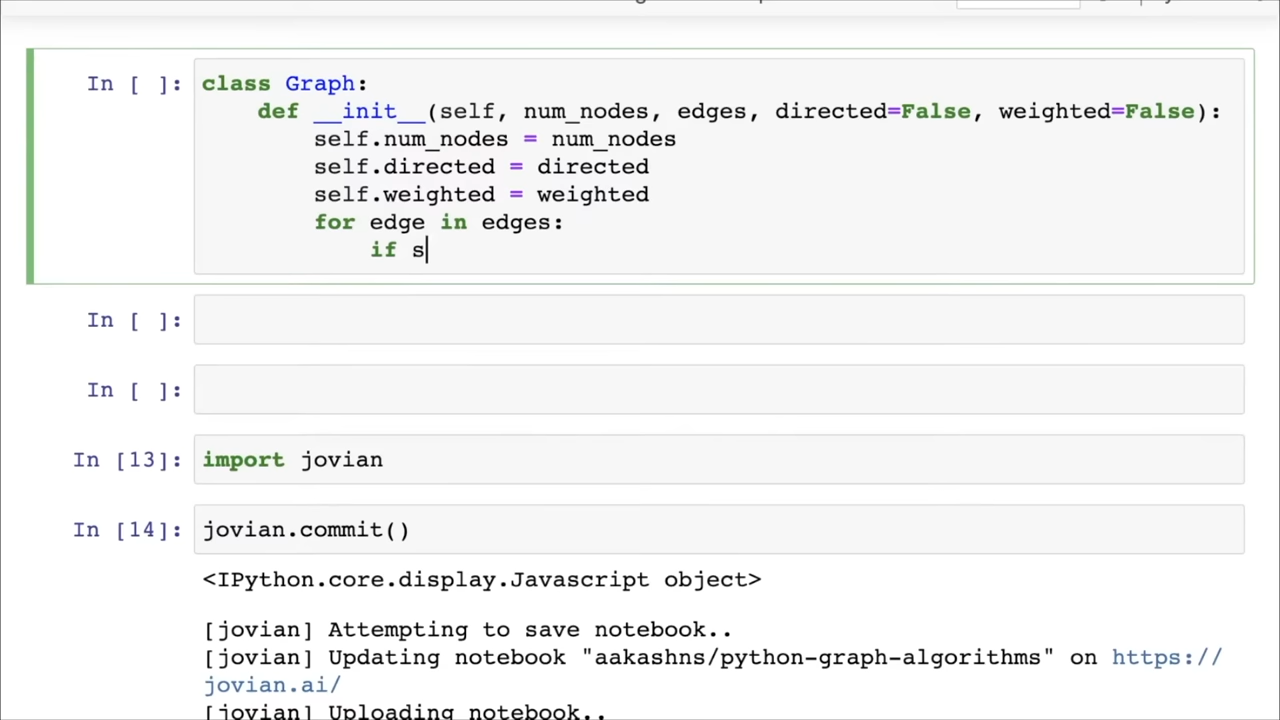 In [ ]:
class Graph:
    def __init__(self, num_nodes, edges, directed=False, weighted=False):
        self.num_nodes = num_nodes
        self.directed = directed
        self.weighted = weighted
        for edge in edges:
            if s
In [ ]:
In [ ]:
In [13]:
import jovian
In [14]:
jovian.commit()
<IPython.core.display.Javascript object>
[jovian] Attempting to save notebook..
[jovian] Updating notebook "aakashns/python-graph-algorithms" on https://
jovian.ai/
[jovian] Uploading notebook..